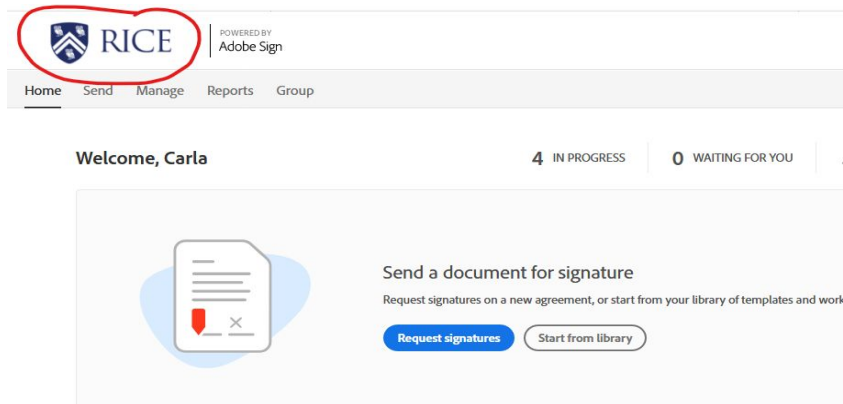 RICE
POWERED BY
Adobe Sign
Home Send Manage Reports Group
Welcome, Carla
4 IN PROGRESS
0 WAITING FOR YOU
Send a document for signature
Request signatures on a new agreement, or start from your library of templates and work
Request signatures
Start from library